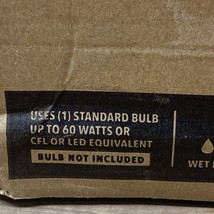 USES (1) STANDARD BULB
UP TO 60 WATTS OR
CFL OR LED EQUIVALENT
BULB NOT INCLUDED
WET